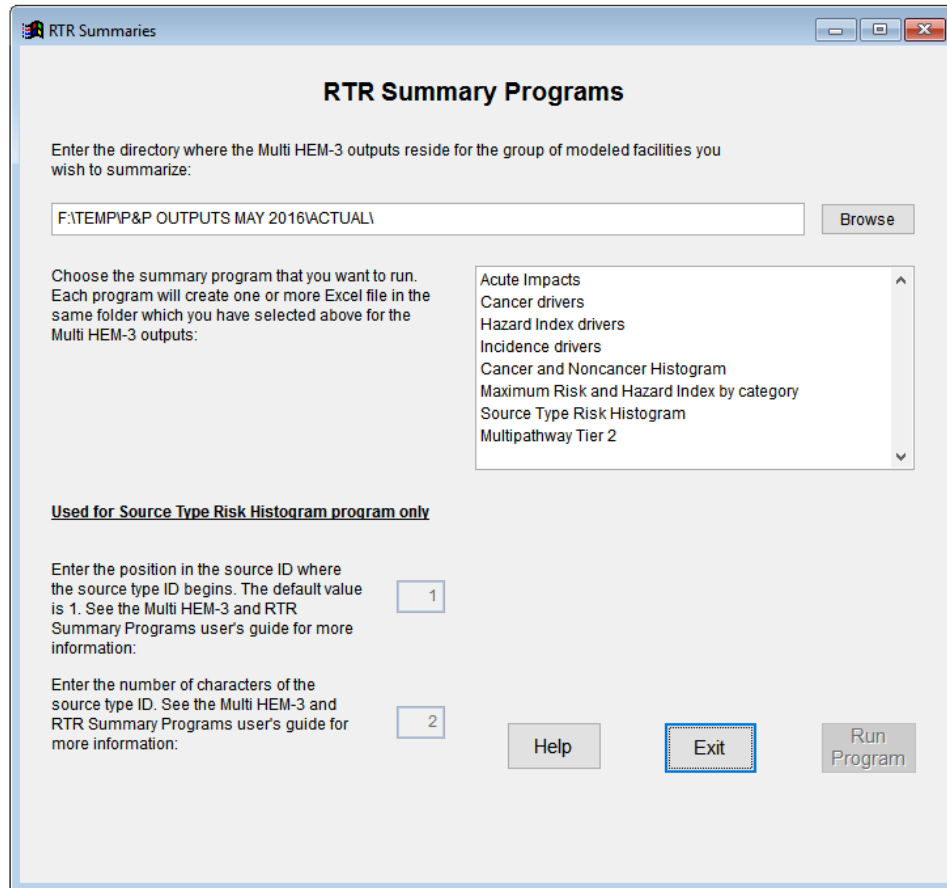 RTR Summaries
RTR Summary Programs
Enter the directory where the Multi HEM-3 outputs reside for the group of modeled facilities you
wish to summarize:
F:\TEMP\P&P OUTPUTS MAY 2016\ACTUAL\
Browse
Choose the summary program that you want to run.
Each program will create one or more Excel file in the
same folder which you have selected above for the
Multi HEM-3 outputs:
Acute Impacts
Cancer drivers
Hazard Index drivers
Incidence drivers
Cancer and Noncancer Histogram
Maximum Risk and Hazard Index by category
Source Type Risk Histogram
Multipathway Tier 2
Used for Source Type Risk Histogram program only
Enter the position in the source ID where
the source type ID begins. The default value
is 1. See the Multi HEM-3 and RTR
Summary Programs user's guide for more
information:
1
Enter the number of characters of the
source type ID. See the Multi HEM-3 and
RTR Summary Programs user's guide for
more information:
2
Help
Exit
Run
Program